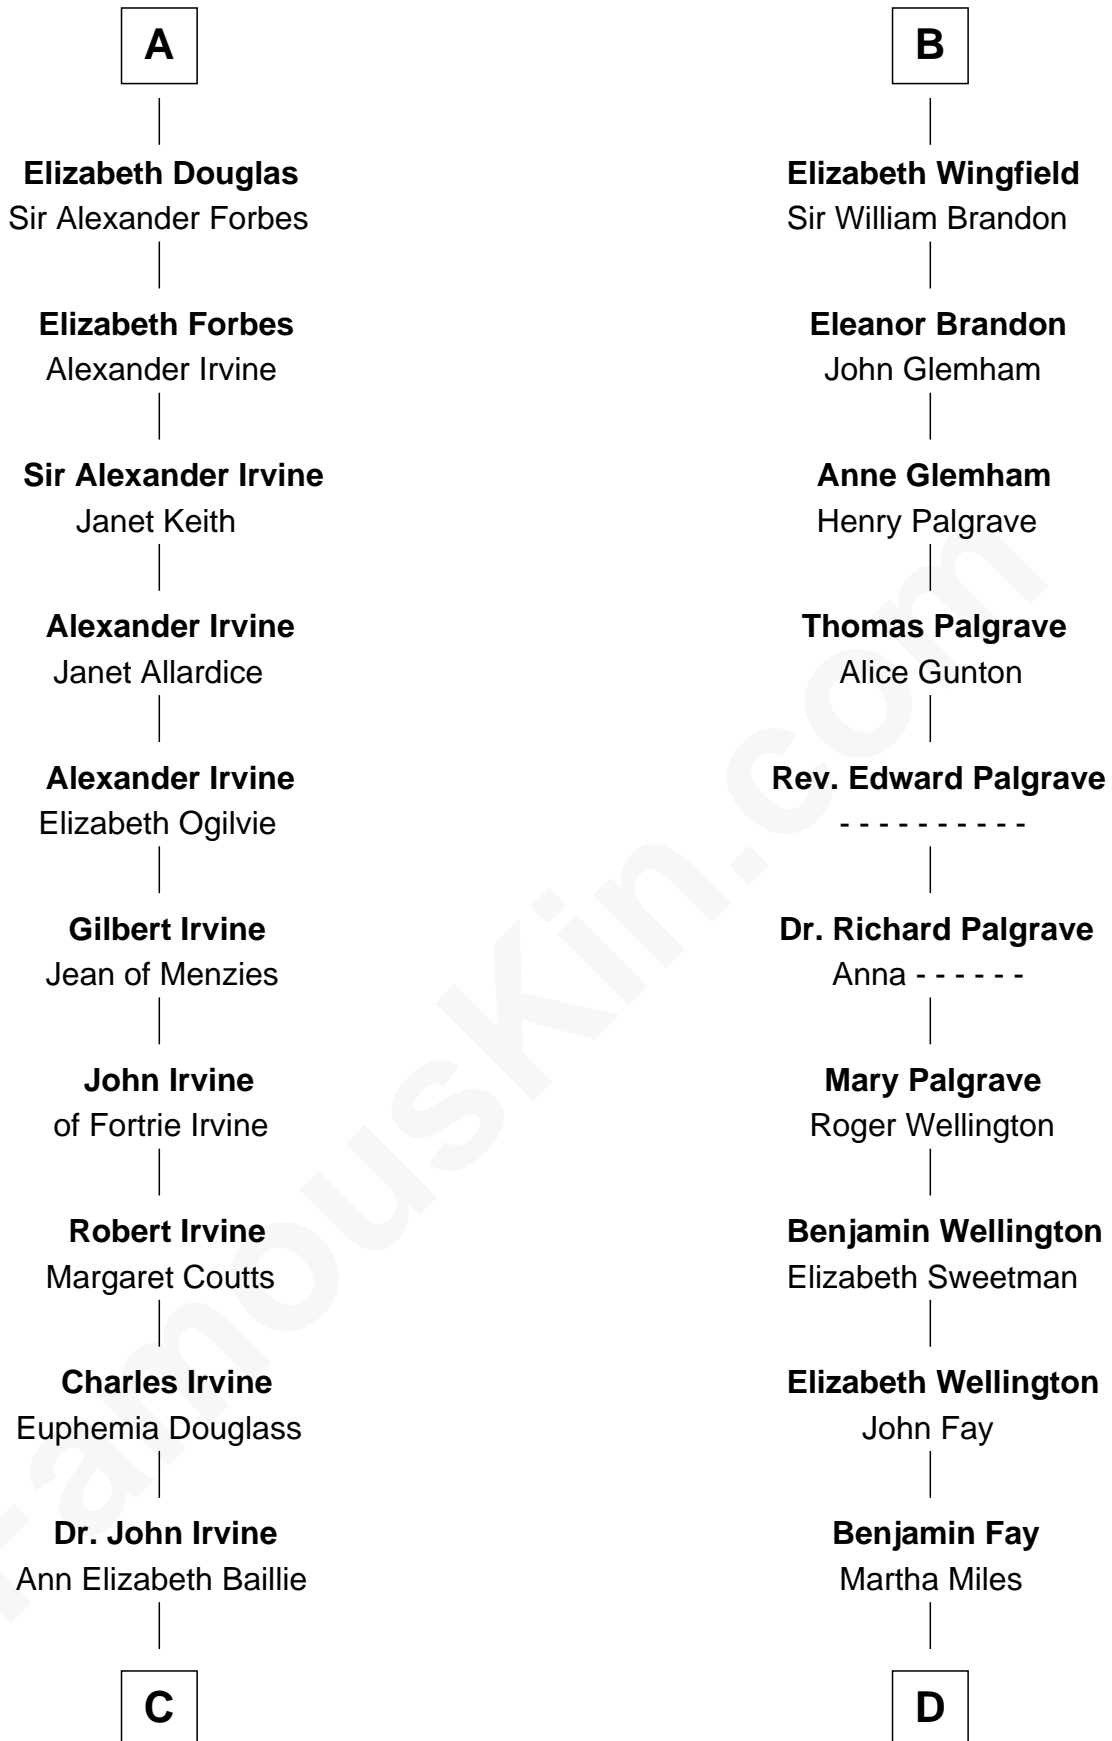 A
Elizabeth Douglas
Sir Alexander Forbes
Elizabeth Forbes
Alexander Irvine
Sir Alexander Irvine
Janet Keith
Alexander Irvine
Janet Allardice
Alexander Irvine
Elizabeth Ogilvie
Gilbert Irvine
Jean of Menzies
John Irvine
of Fortrie Irvine
Robert Irvine
Margaret Coutts
Charles Irvine
Euphemia Douglass
Dr. John Irvine
Ann Elizabeth Baillie
C
B
Elizabeth Wingfield
Sir William Brandon
Eleanor Brandon
John Glemham
Anne Glemham
Henry Palgrave
Thomas Palgrave
Alice Gunton
Rev. Edward Palgrave
- - - - - - - - - -
Dr. Richard Palgrave
Anna - - - - - -
Mary Palgrave
Roger Wellington
Benjamin Wellington
Elizabeth Sweetman
Elizabeth Wellington
John Fay
Benjamin Fay
Martha Miles
D
FamousKin.com